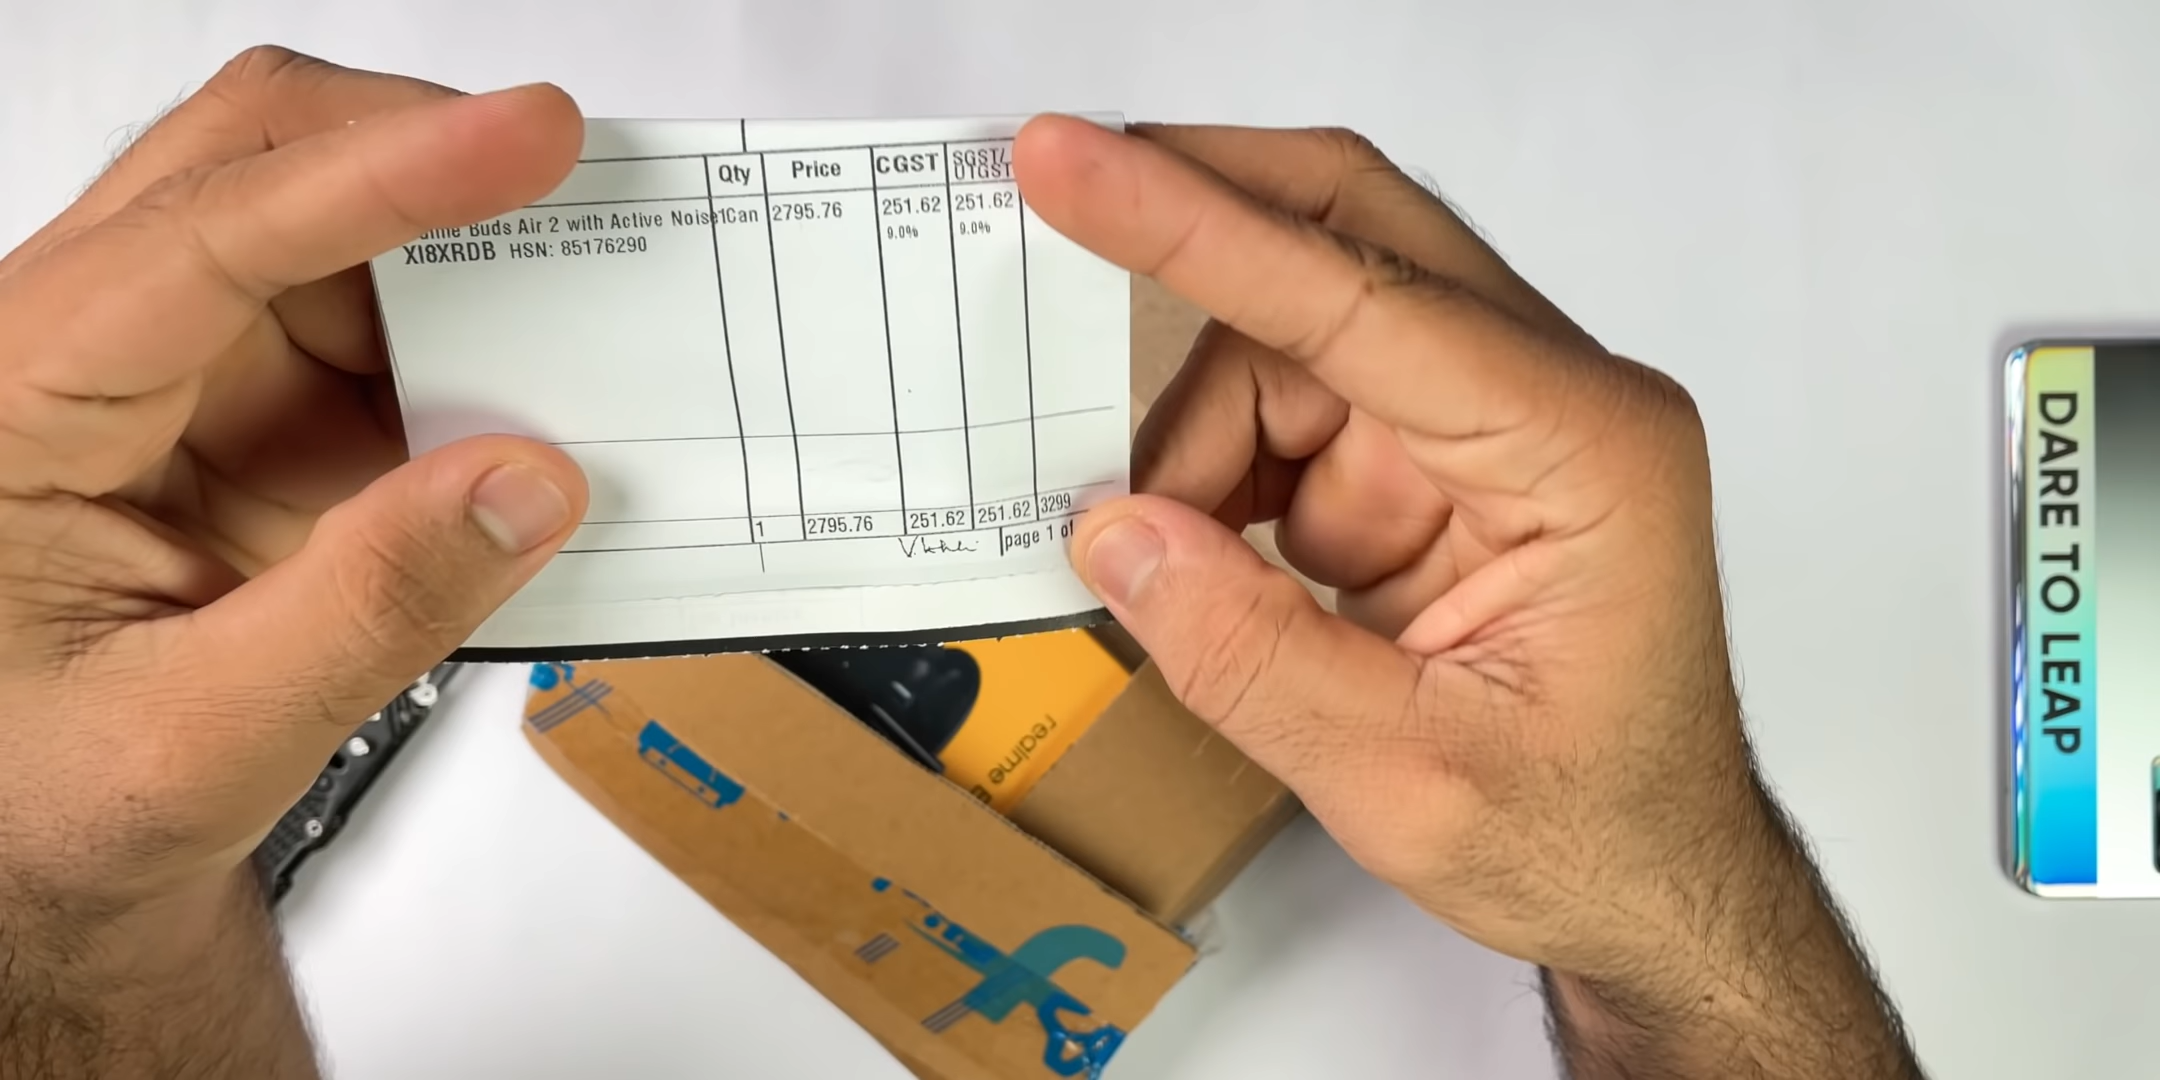 Qty Price CGST SGST/ UTGST
Buds Air 2 with Active Noise 1 Can 2795.76 251.62 251.62
XI8XRDB HSN: 85176290 9.0% 9.0%
1 2795.76 251.62 251.62 3299
page 1 of
realme B
DARE TO LEAP